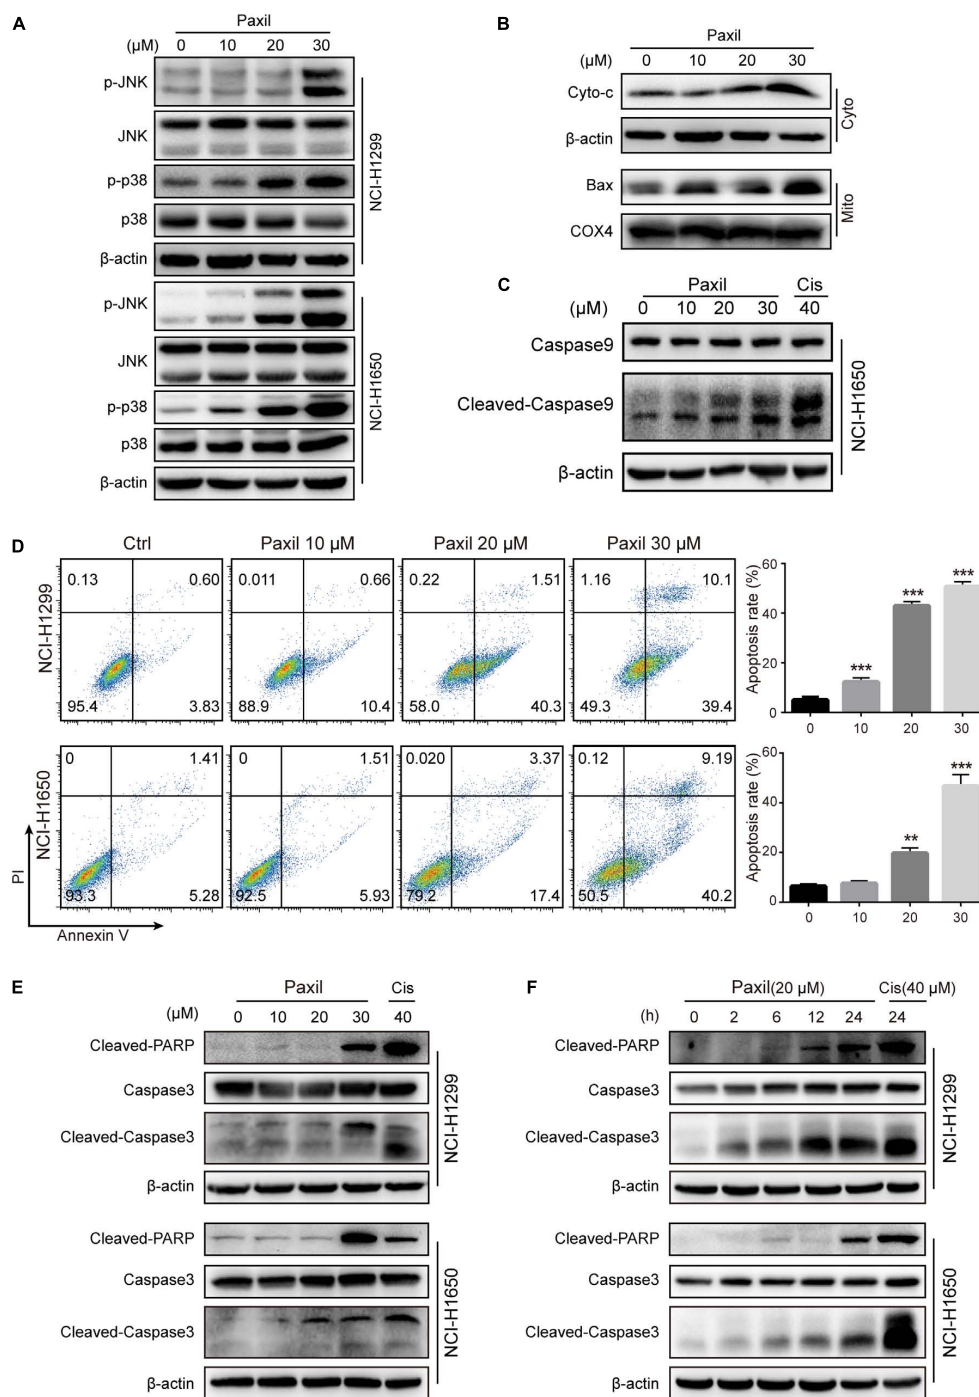 A
Paxil
(μM) 0 10 20 30
p-JNK
JNK
p-p38
p38
β-actin
NCI-H1299
p-JNK
JNK
p-p38
p38
β-actin
NCI-H1650
B
Paxil
(μM) 0 10 20 30
Cyto-c
β-actin
Cyto
Bax
COX4
Mito
C
Paxil Cis
(μM) 0 10 20 30 40
Caspase9
Cleaved-Caspase9
β-actin
NCI-H1650
D
Ctrl Paxil 10 μM Paxil 20 μM Paxil 30 μM
NCI-H1299
0.13 0.60 0.011 0.66 0.22 1.51 1.16 10.1
95.4 3.83 88.9 10.4 58.0 40.3 49.3 39.4
Apoptosis rate (%)
60
40
20
0
*** *** ***
0 10 20 30
NCI-H1650
0 1.41 0 1.51 0.020 3.37 0.12 9.19
93.3 5.28 92.5 5.93 79.2 17.4 50.5 40.2
PI
Annexin V
Apoptosis rate (%)
60
40
20
0
** ***
0 10 20 30
E
Paxil Cis
(μM) 0 10 20 30 40
Cleaved-PARP
Caspase3
Cleaved-Caspase3
β-actin
NCI-H1299
Cleaved-PARP
Caspase3
Cleaved-Caspase3
β-actin
NCI-H1650
F
Paxil(20 μM) Cis(40 μM)
(h) 0 2 6 12 24 24
Cleaved-PARP
Caspase3
Cleaved-Caspase3
β-actin
NCI-H1299
Cleaved-PARP
Caspase3
Cleaved-Caspase3
β-actin
NCI-H1650